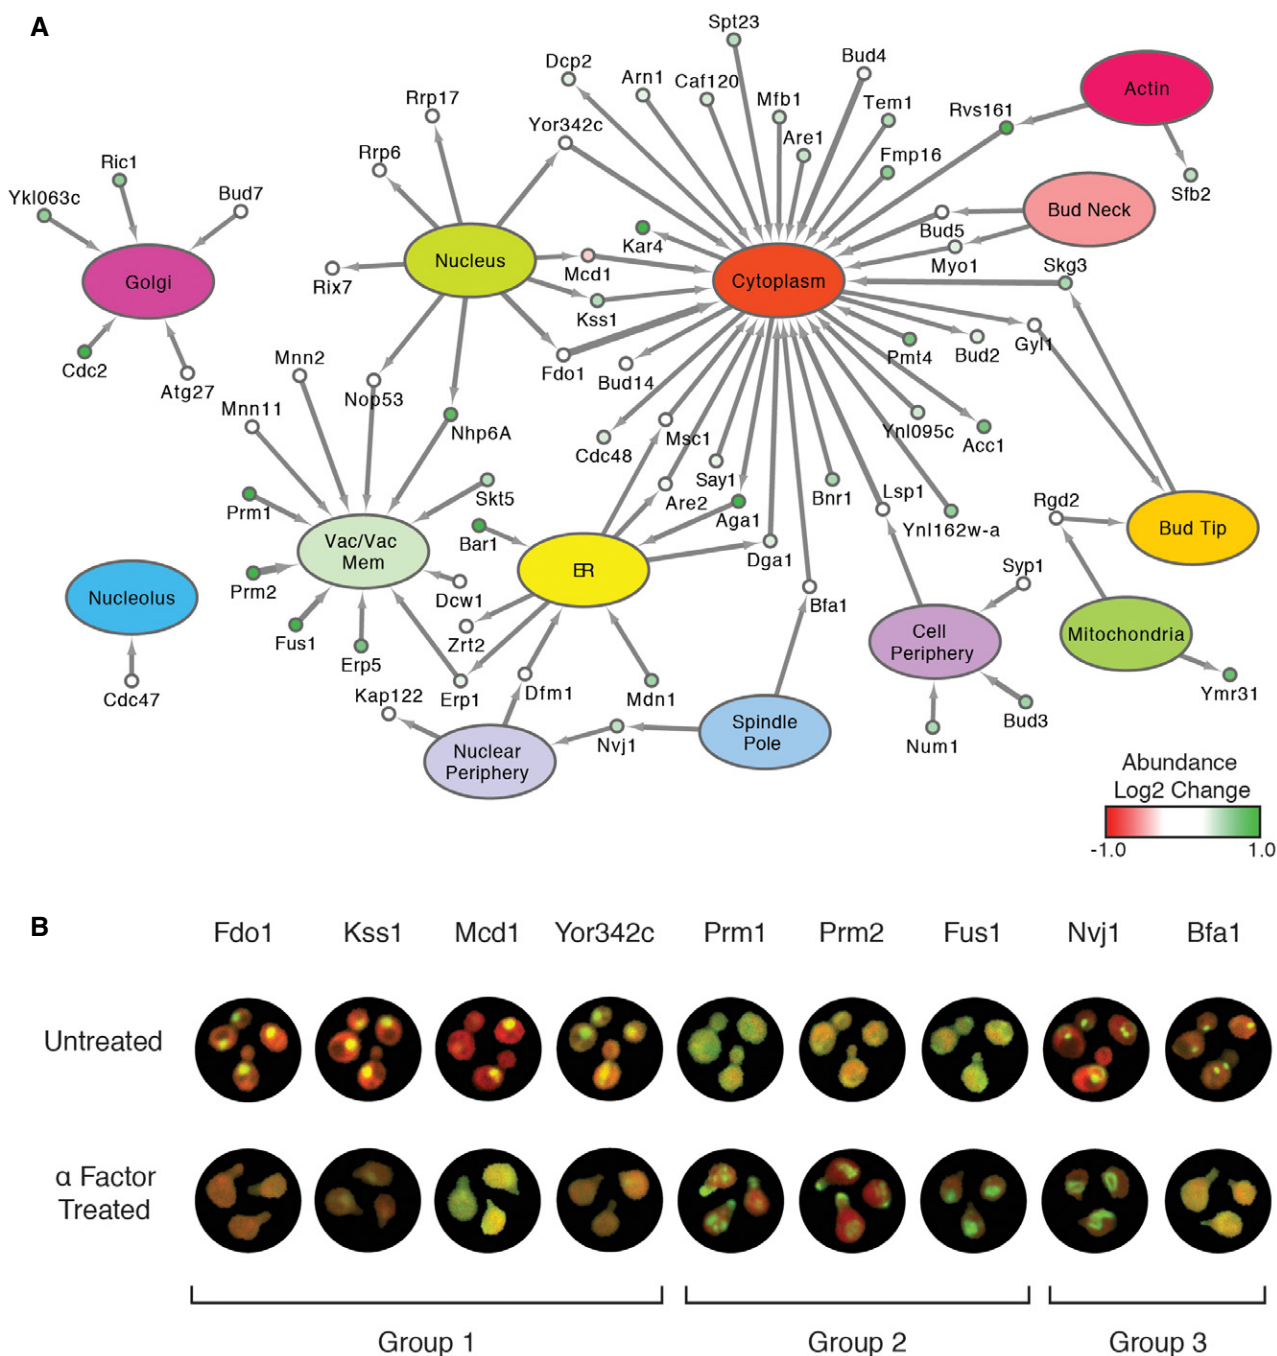 A
Spt23
Dcp2
Arn1
Caf120
Bud4
Rrp17
Mfb1
Tem1
Rvs161
Actin
Yor342c
Are1
Rrp6
Fmp16
Ric1
Sfb2
Ykl063c
Bud7
Bud Neck
Bud5
Kar4
Nucleus
Myo1
Golgi
Mcd1
Cytoplasm
Skg3
Rix7
Kss1
Cdc2
Mnn2
Fdo1
Bud14
Pmt4
Bud2
Gyl1
Atg27
Nop53
Mnn11
Nhp6A
Msc1
Ynl095c
Acc1
Cdc48
Say1
Skt5
Are2
Bnr1
Lsp1
Rgd2
Prm1
Aga1
Ynl162w-a
Bud Tip
Vac/Vac
Mem
Bar1
ER
Dga1
Syp1
Prm2
Nucleolus
Dcw1
Bfa1
Zrt2
Cell
Periphery
Mitochondria
Fus1
Erp5
Cdc47
Kap122
Erp1
Dfm1
Mdn1
Ymr31
Bud3
Spindle
Pole
Nuclear
Periphery
Nvj1
Num1
Abundance
Log2 Change
-1.0
1.0
B
Fdo1
Kss1
Mcd1
Yor342c
Prm1
Prm2
Fus1
Nvj1
Bfa1
Untreated
α Factor
Treated
Group 1
Group 2
Group 3